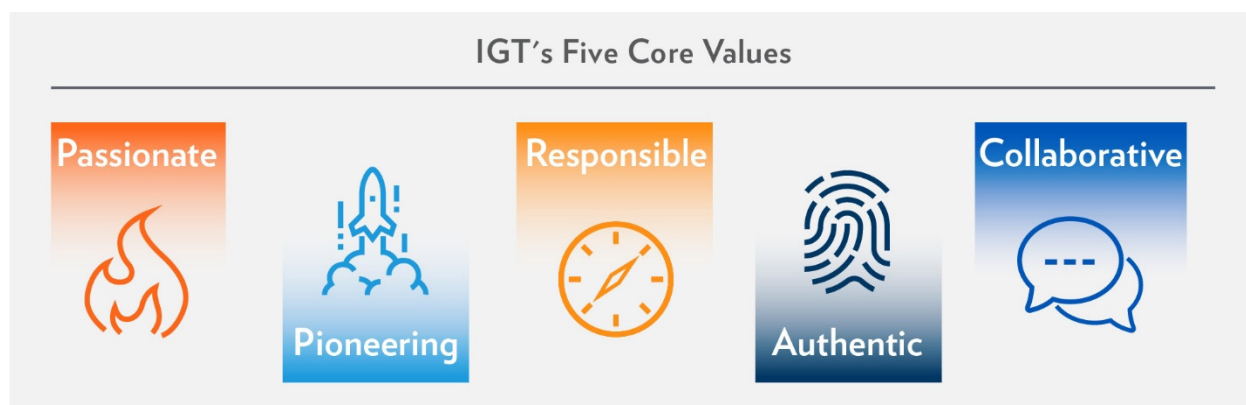 IGT's Five Core Values
Passionate
Pioneering
Responsible
Authentic
Collaborative